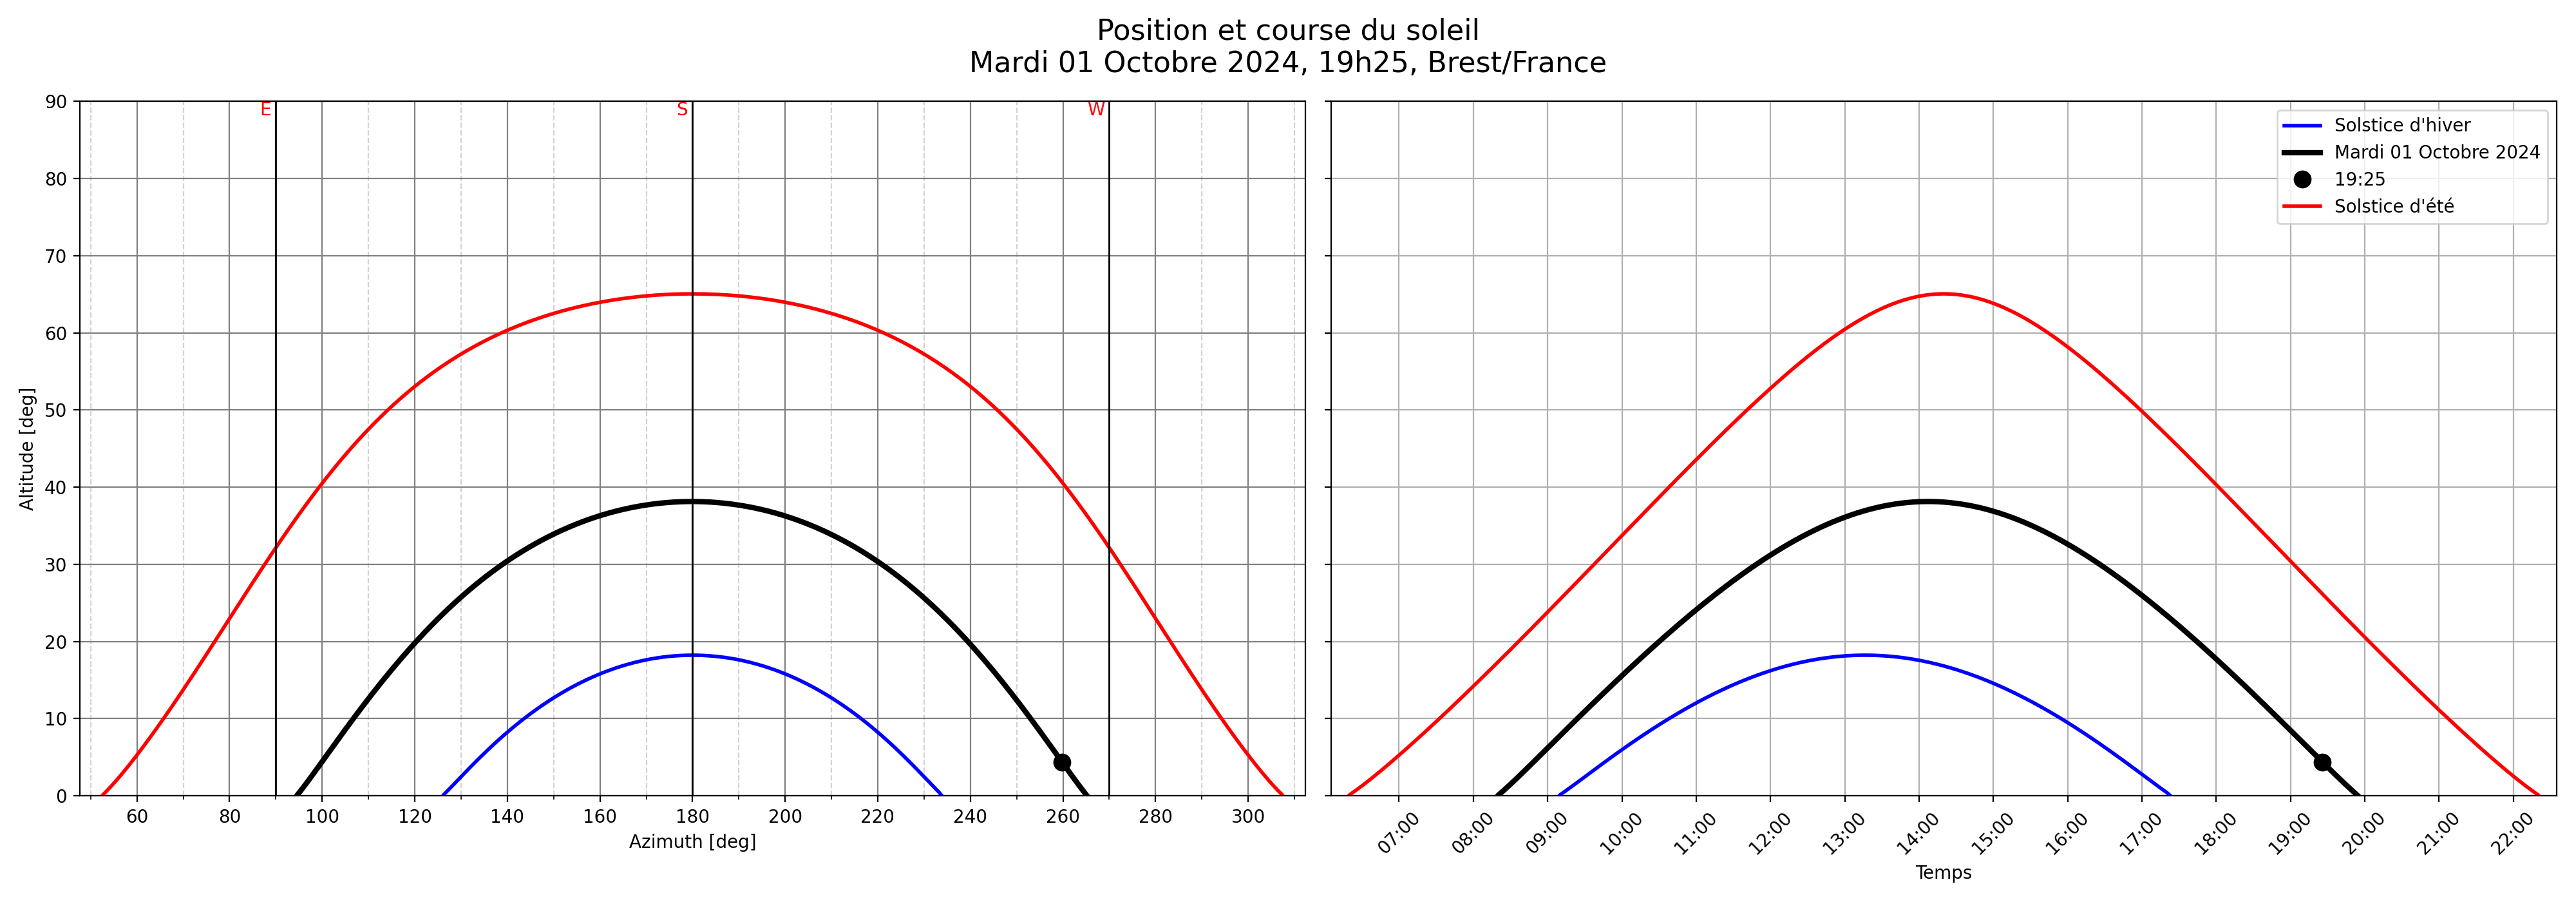 Position et course du soleil
Mardi 01 Octobre 2024, 19h25, Brest/France
E
S
W
90
80
70
60
50
40
30
20
10
0
Altitude [deg]
60 80 100 120 140 160 180 200 220 240 260 280 300
Azimuth [deg]
Solstice d'hiver
Mardi 01 Octobre 2024
19:25
Solstice d'été
07:00 08:00 09:00 10:00 11:00 12:00 13:00 14:00 15:00 16:00 17:00 18:00 19:00 20:00 21:00 22:00
Temps